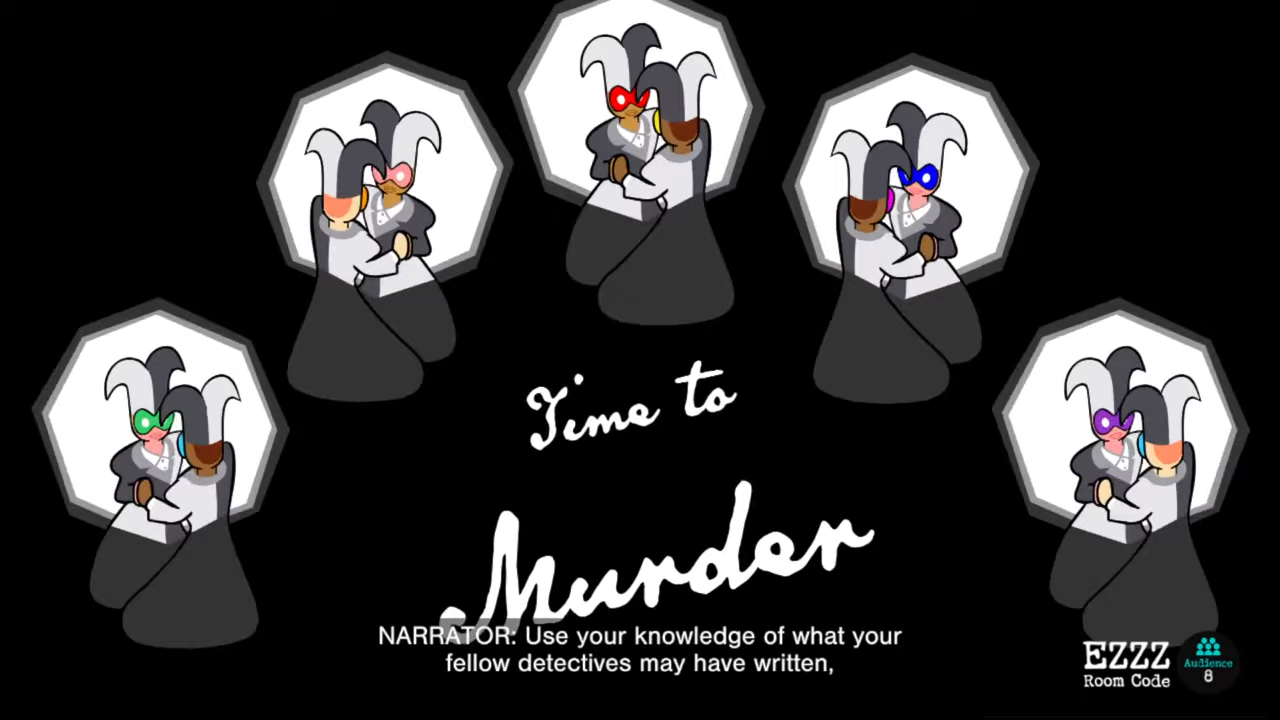 Time to
Murder
NARRATOR: Use your knowledge of what your
fellow detectives may have written,
EZZZ
Room Code
Audience
8